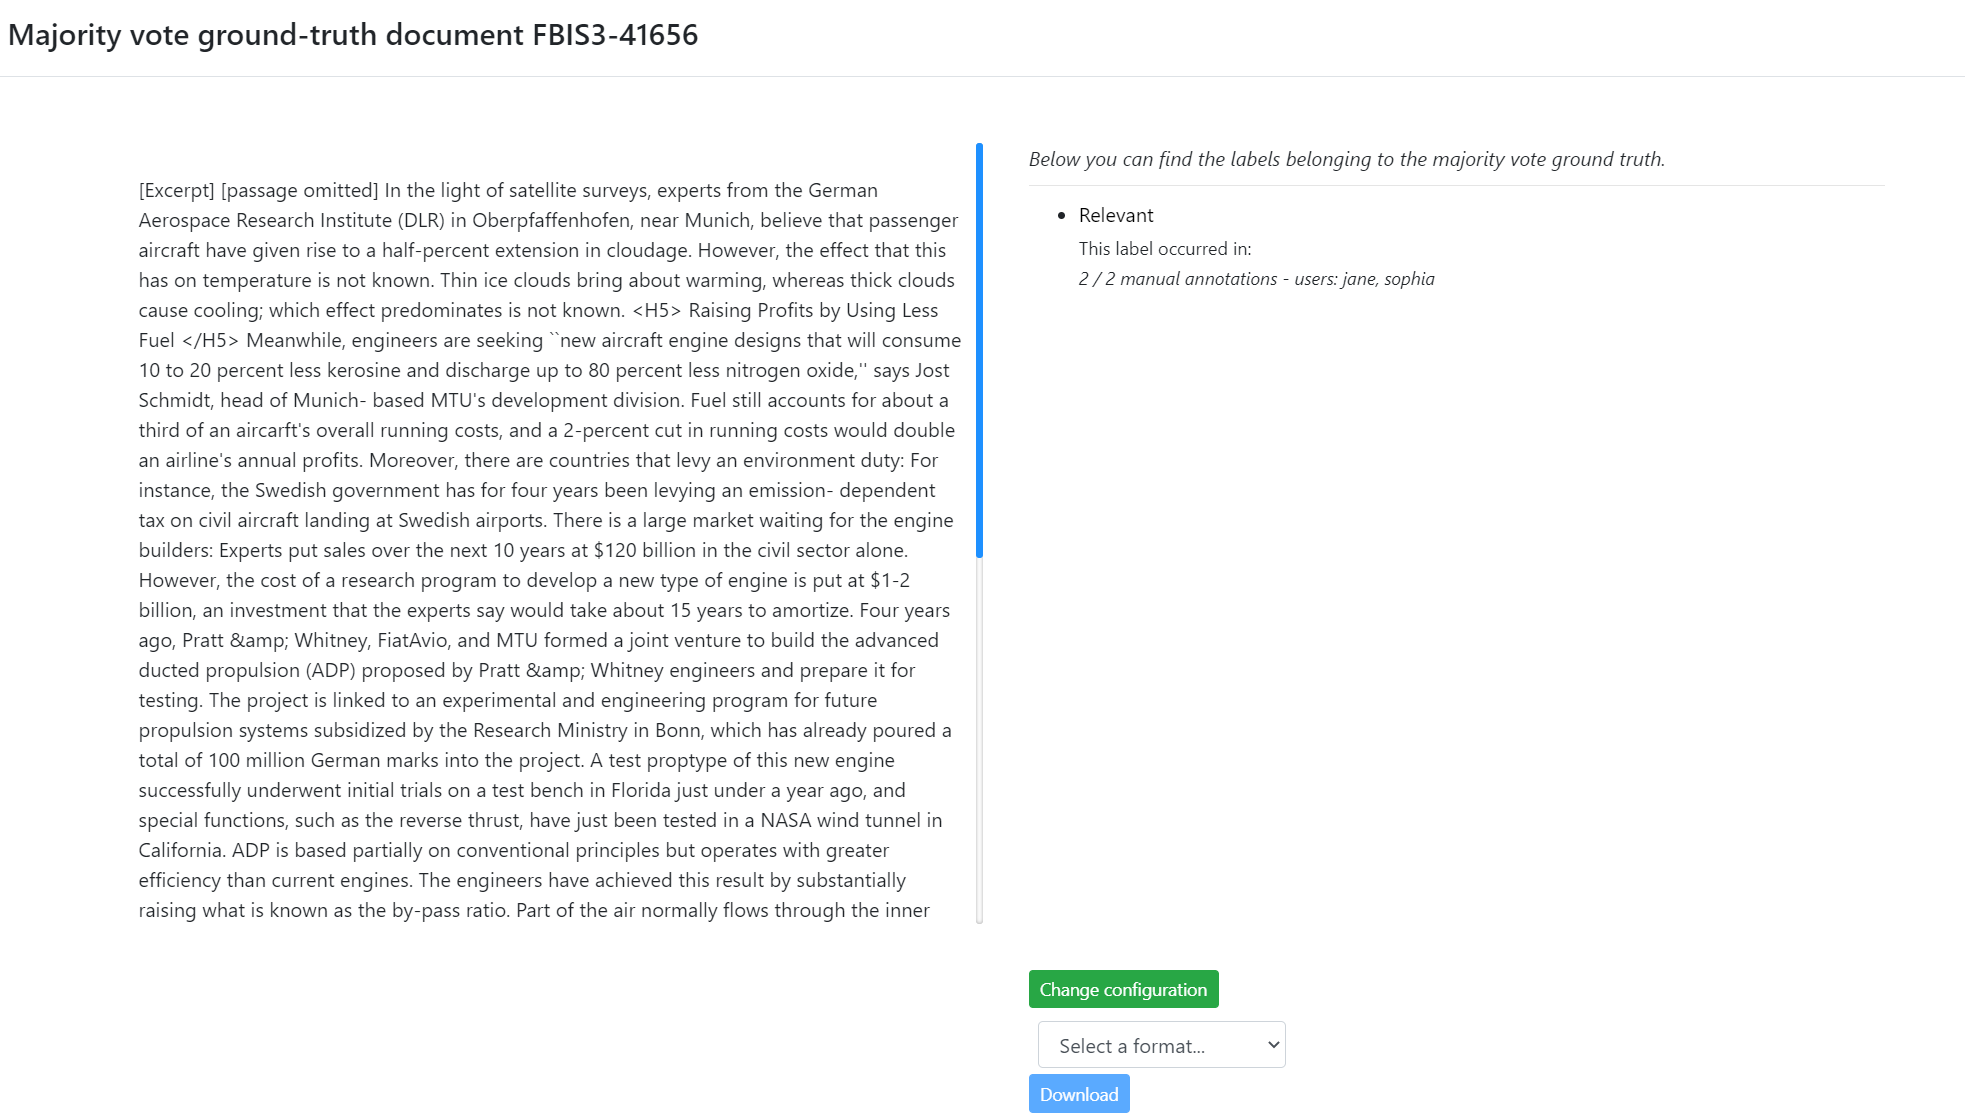 Majority vote ground-truth document FBIS3-41656
[Excerpt] [passage omitted] In the light of satellite surveys, experts from the German
Aerospace Research Institute (DLR) in Oberpfaffenhofen, near Munich, believe that passenger
aircraft have given rise to a half-percent extension in cloudage. However, the effect that this
has on temperature is not known. Thin ice clouds bring about warming, whereas thick clouds
cause cooling; which effect predominates is not known. <H5> Raising Profits by Using Less
Fuel </H5> Meanwhile, engineers are seeking ``new aircraft engine designs that will consume
10 to 20 percent less kerosine and discharge up to 80 percent less nitrogen oxide,'' says Jost
Schmidt, head of Munich- based MTU's development division. Fuel still accounts for about a
third of an aircarft's overall running costs, and a 2-percent cut in running costs would double
an airline's annual profits. Moreover, there are countries that levy an environment duty: For
instance, the Swedish government has for four years been levying an emission- dependent
tax on civil aircraft landing at Swedish airports. There is a large market waiting for the engine
builders: Experts put sales over the next 10 years at $120 billion in the civil sector alone.
However, the cost of a research program to develop a new type of engine is put at $1-2
billion, an investment that the experts say would take about 15 years to amortize. Four years
ago, Pratt &amp; Whitney, FiatAvio, and MTU formed a joint venture to build the advanced
ducted propulsion (ADP) proposed by Pratt &amp; Whitney engineers and prepare it for
testing. The project is linked to an experimental and engineering program for future
propulsion systems subsidized by the Research Ministry in Bonn, which has already poured a
total of 100 million German marks into the project. A test proptype of this new engine
successfully underwent initial trials on a test bench in Florida just under a year ago, and
special functions, such as the reverse thrust, have just been tested in a NASA wind tunnel in
California. ADP is based partially on conventional principles but operates with greater
efficiency than current engines. The engineers have achieved this result by substantially
raising what is known as the by-pass ratio. Part of the air normally flows through the inner
Below you can find the labels belonging to the majority vote ground truth.
Relevant
This label occurred in:
2 / 2 manual annotations - users: jane, sophia
Change configuration
Select a format...
Download